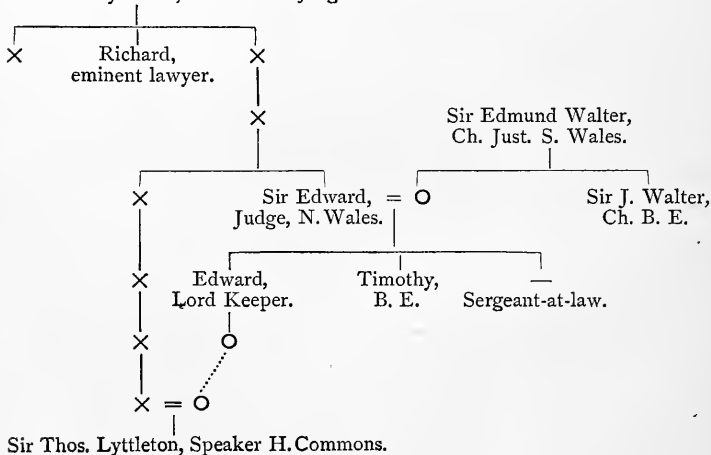 Richard,
eminent lawyer.
Sir Edmund Walter,
Ch. Just. S. Wales.
Sir Edward,
Judge, N. Wales.
Sir J. Walter,
Ch. B. E.
Edward,
Lord Keeper.
Timothy,
B. E.
Sergeant-at-law.
Sir Thos. Lyttleton, Speaker H. Commons.